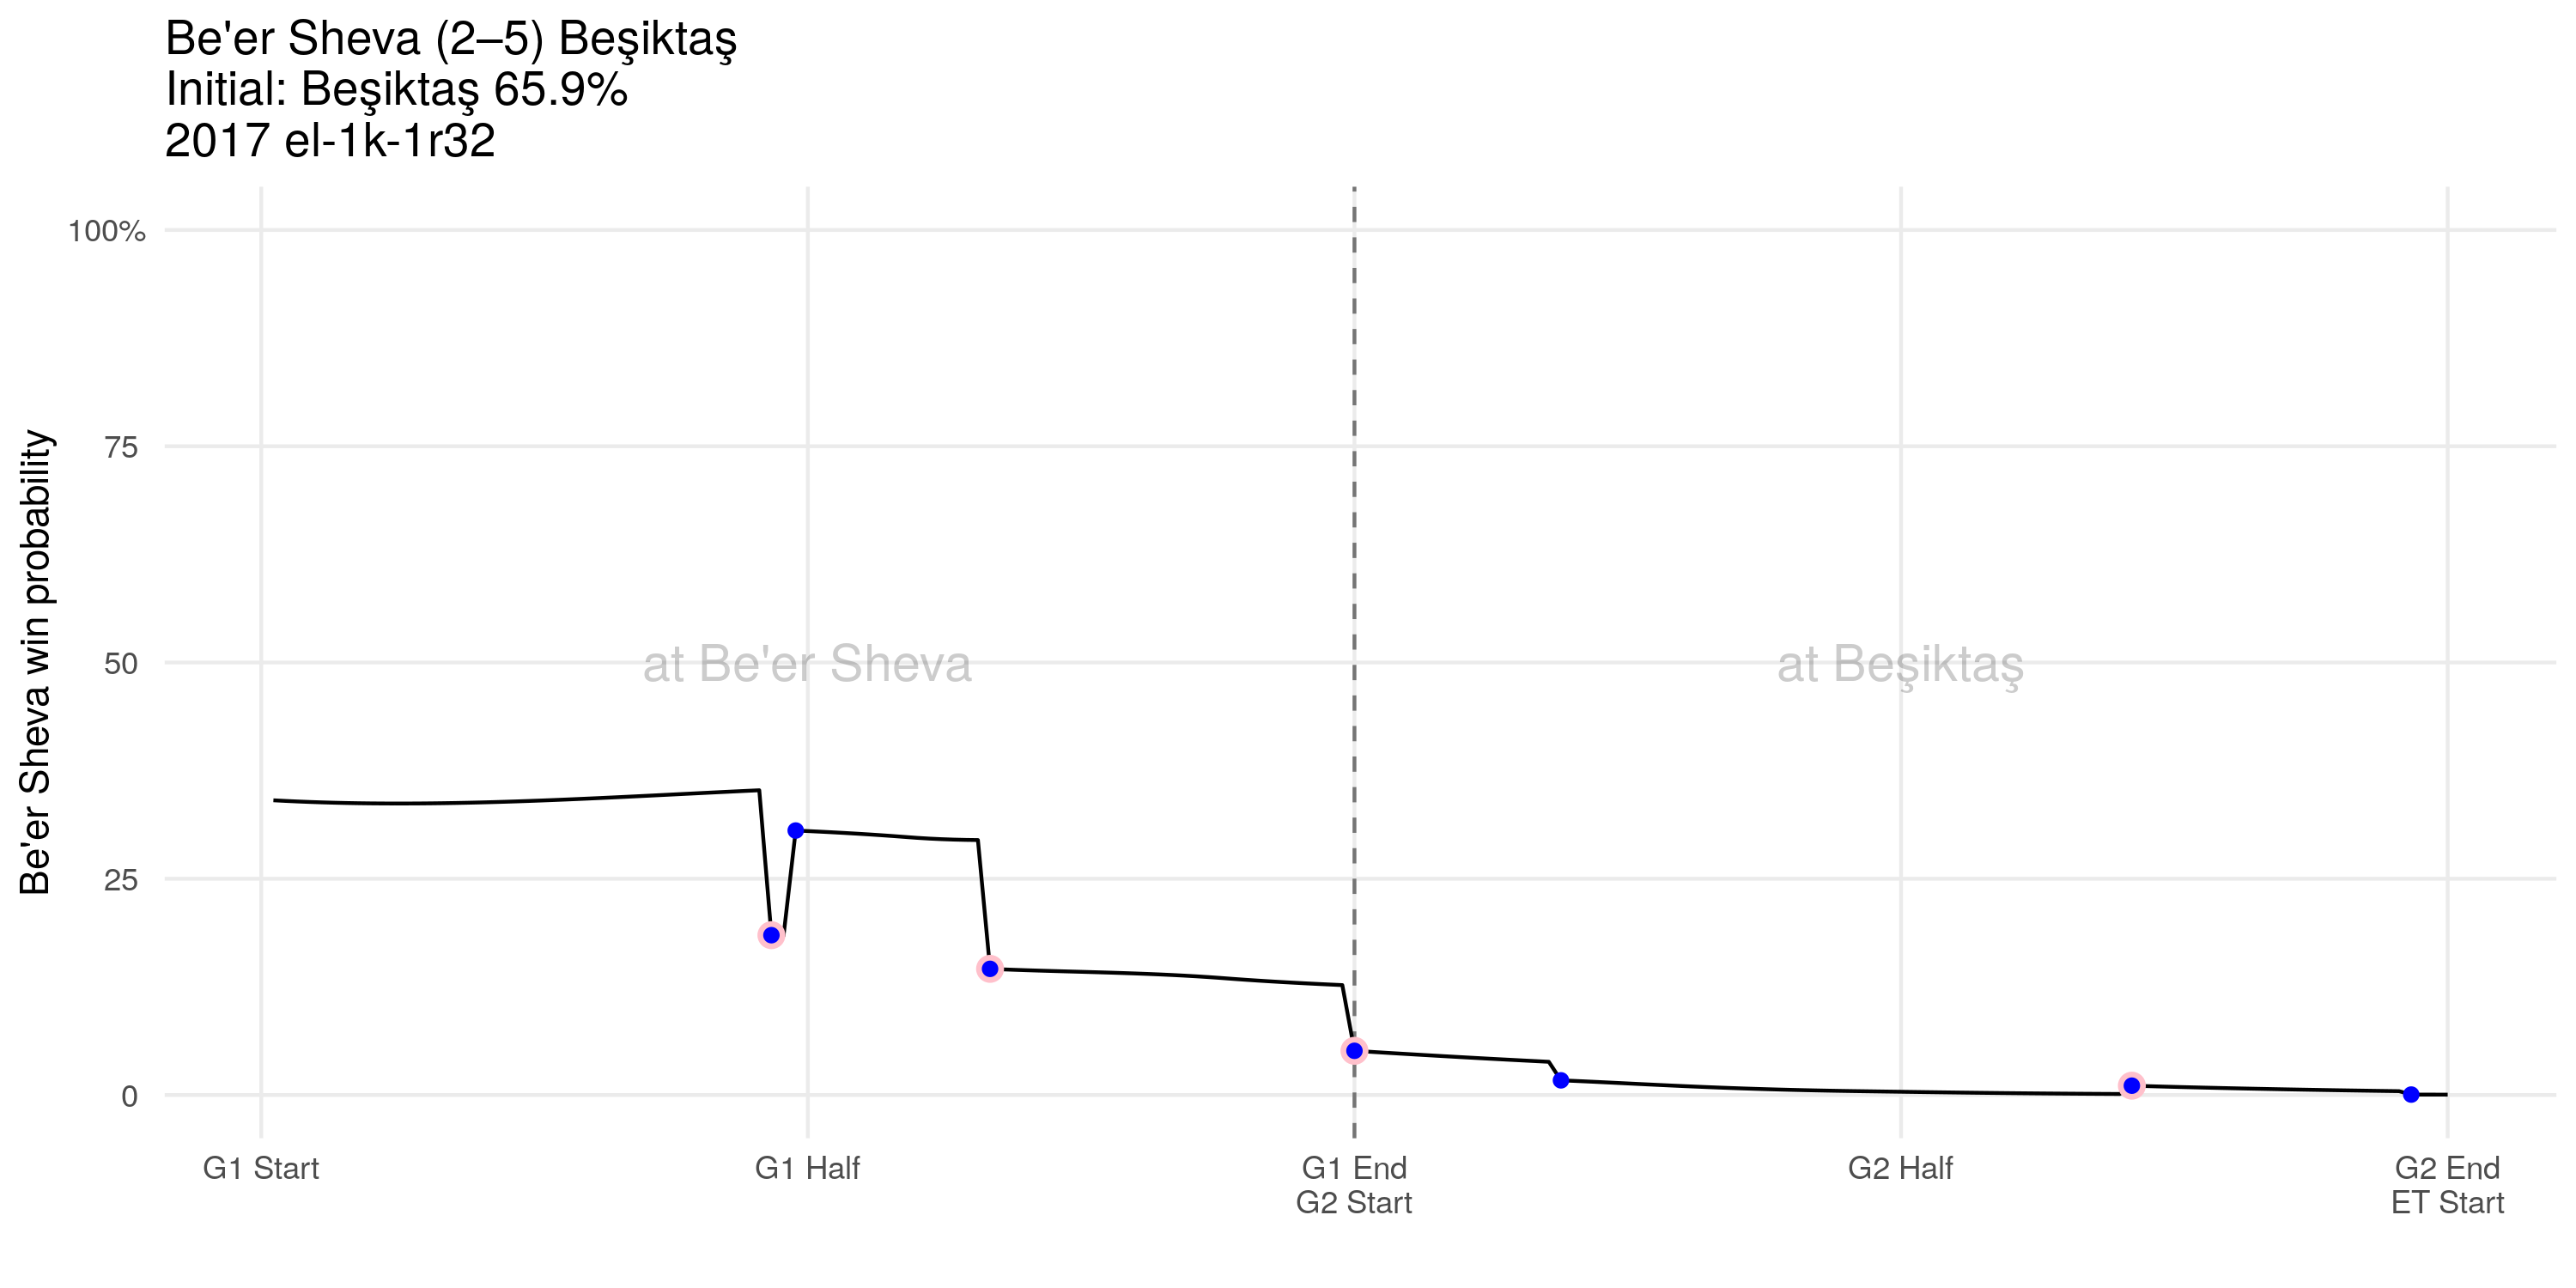 Be'er Sheva (2–5) Beşiktaş
Initial: Beşiktaş 65.9%
2017 el-1k-1r32
Be'er Sheva win probability
100%
75
50
25
0
at Be'er Sheva
at Beşiktaş
G1 Start
G1 Half
G1 End
G2 Start
G2 Half
G2 End
ET Start